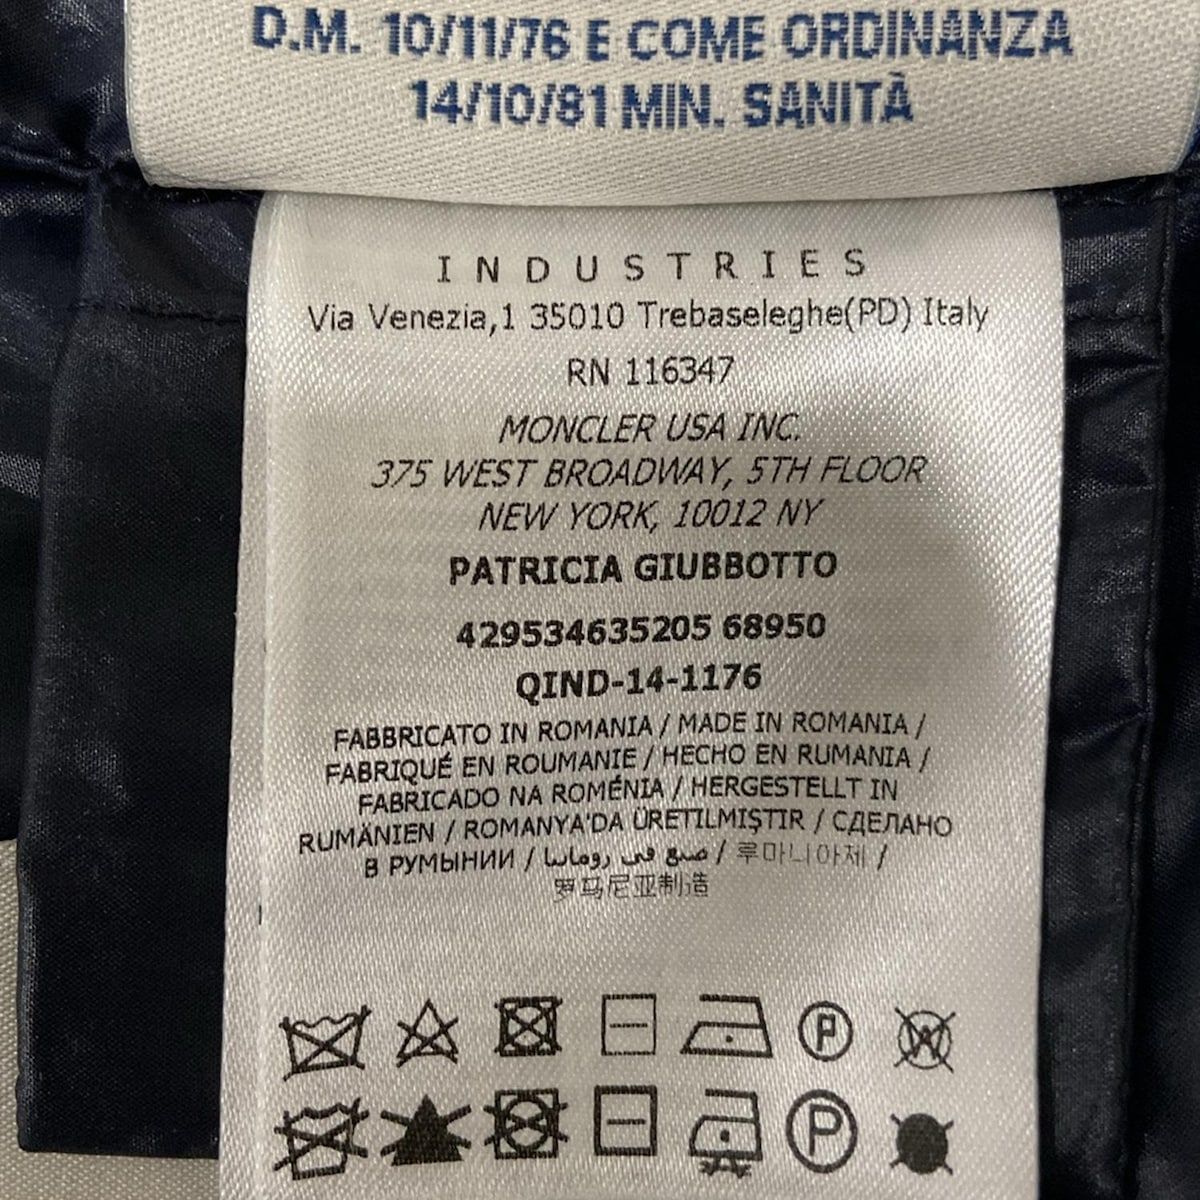 D.M. 10/11/76 E COME ORDINANZA
14/10/81 MIN. SANITÀ
INDUSTRIES
Via Venezia,1 35010 Trebaseleghe(PD) Italy
RN 116347
MONCLER USA INC.
375 WEST BROADWAY, 5TH FLOOR
NEW YORK, 10012 NY
PATRICIA GIUBBOTTO
429534635205 68950
QIND-14-1176
FABBRICATO IN ROMANIA / MADE IN ROMANIA /
FABRIQUÉ EN ROUMANIE / HECHO EN RUMANIA /
FABRICADO NA ROMÉNIA / HERGESTELLT IN
RUMÄNIEN / ROMANYA'DA ÜRETILMIŞTIR / СДЕЛАНО
В РУМЫНИИ / صنع في رومانيا / 루마니아제 /
罗马尼亚制造
P W
P